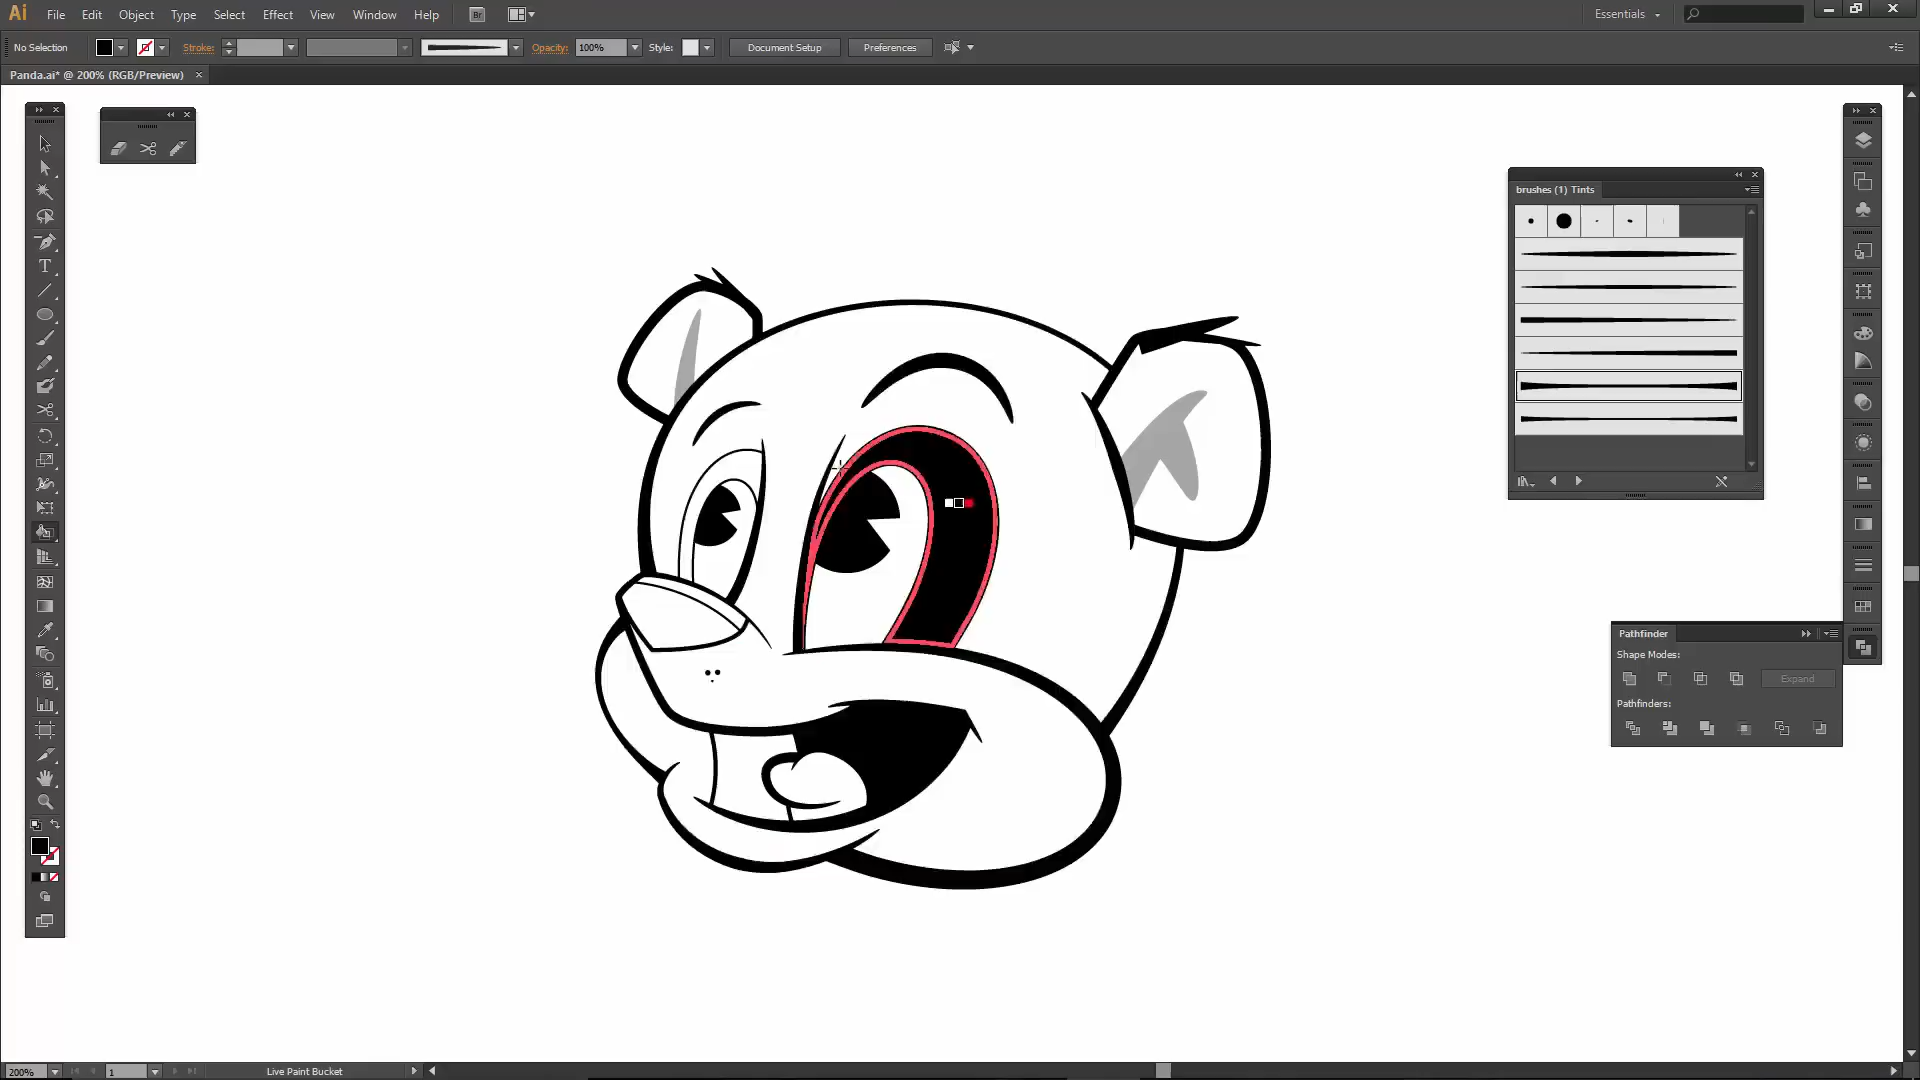 Ai File Edit Object Type Select Effect View Window Help Br Essentials
No Selection Stroke: Opacity: 100% Style: Document Setup Preferences
Panda.ai* @ 200% (RGB/Preview)
brushes (1) Tints
T
Pathfinder
Shape Modes:
Expand
Pathfinders:
200% 1 Live Paint Bucket